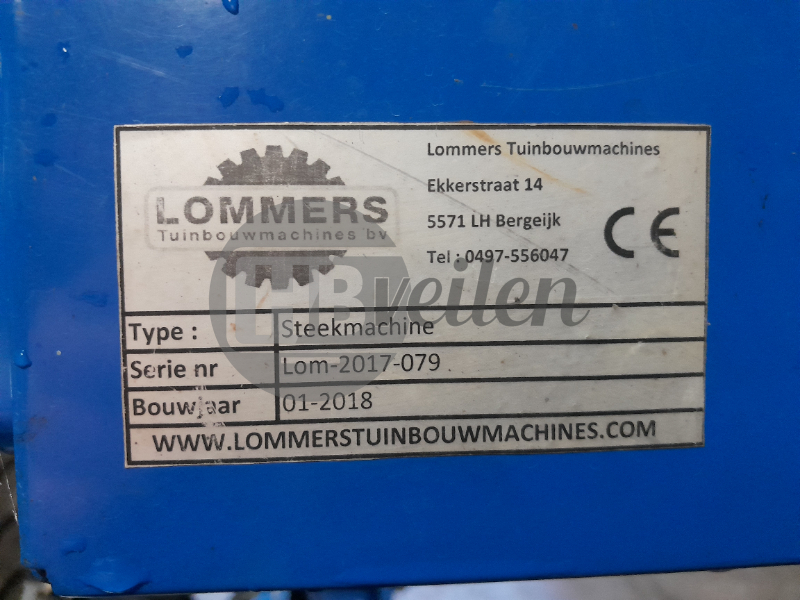 LOMMERS
Tuinbouwmachines bv
Lommers Tuinbouwmachines
Ekkerstraat 14
5571 LH Bergeijk
Tel : 0497-556047
CE
HBveilen
Type : Steekmachine
Serie nr Lom-2017-079
Bouwjaar 01-2018
WWW.LOMMERSTUINBOUWMACHINES.COM